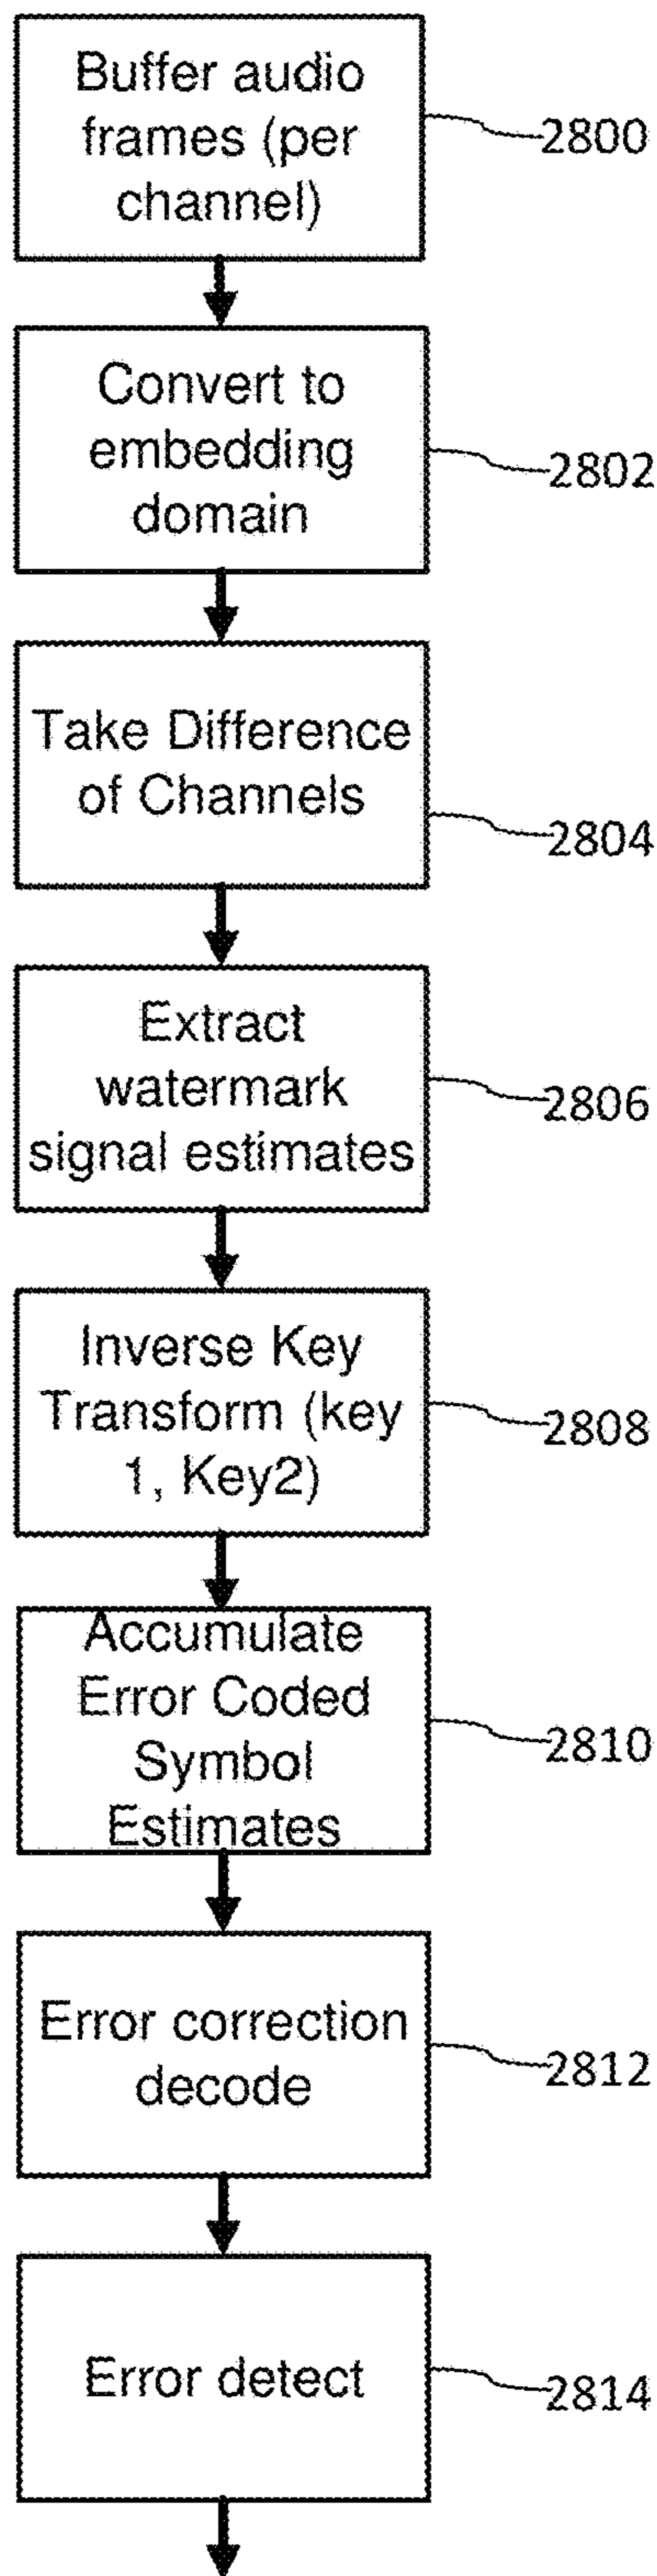 Buffer audio
frames (per
channel)
2800
Convert to
embedding
domain
2802
Take Difference
of Channels
2804
Extract
watermark
signal estimates
2806
Inverse Key
Transform (key
1, Key2)
2808
Accumulate
Error Coded
Symbol
Estimates
2810
Error correction
decode
2812
Error detect
2814